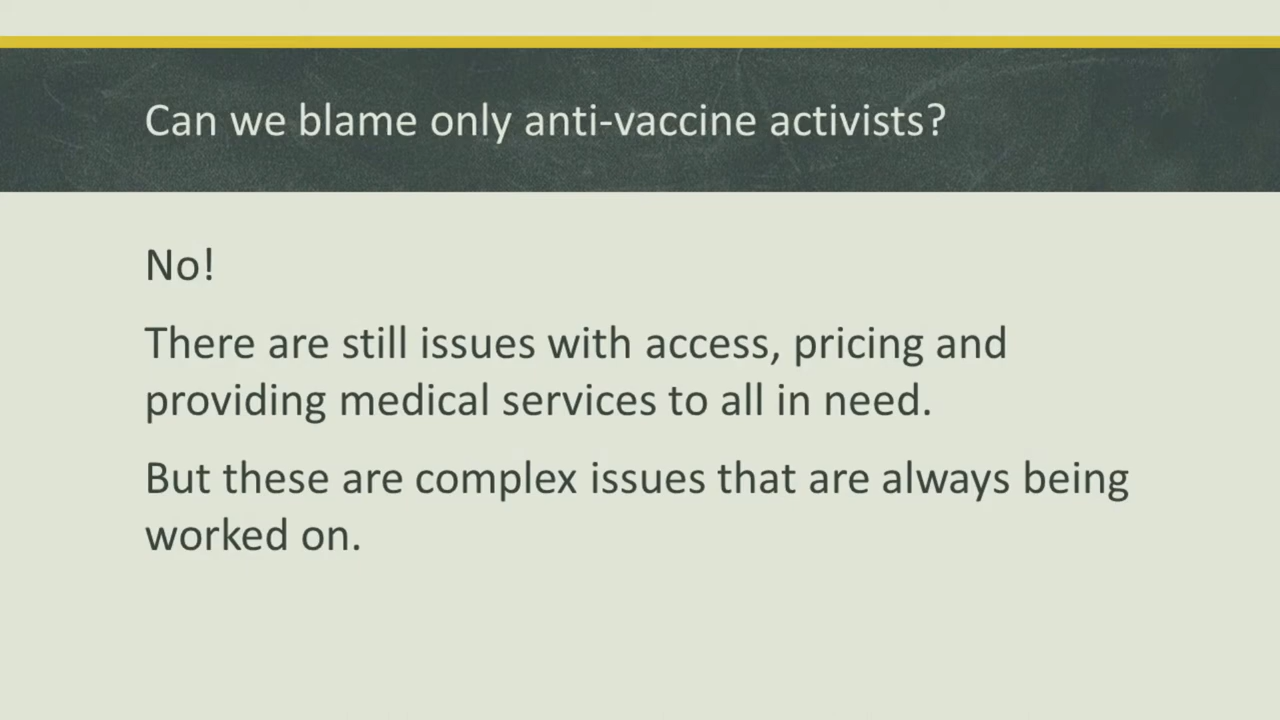 Can we blame only anti-vaccine activists?
No!
There are still issues with access, pricing and
providing medical services to all in need.
But these are complex issues that are always being
worked on.